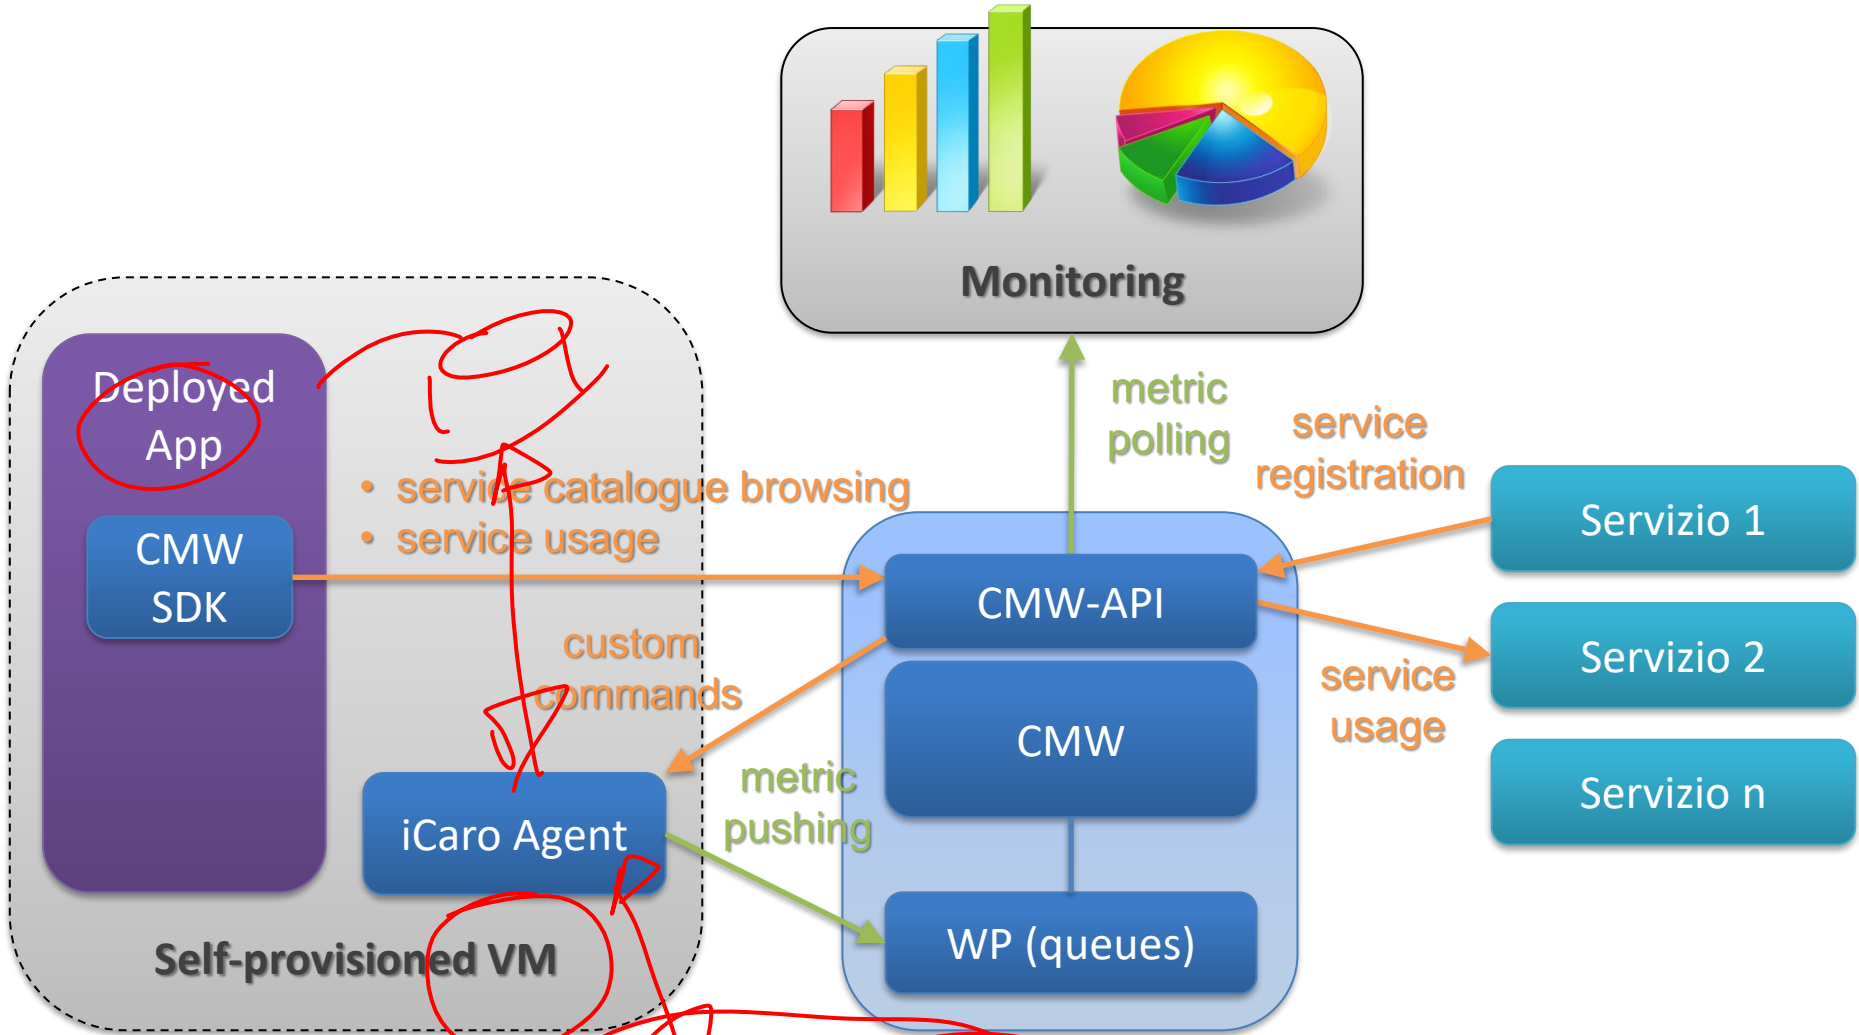 Monitoring
Deployed
App
CMW
SDK
• service catalogue browsing
• service usage
metric
polling
service
registration
Servizio 1
CMW-API
custom
commands
service
usage
Servizio 2
CMW
metric
pushing
Servizio n
iCaro Agent
WP (queues)
Self-provisioned VM